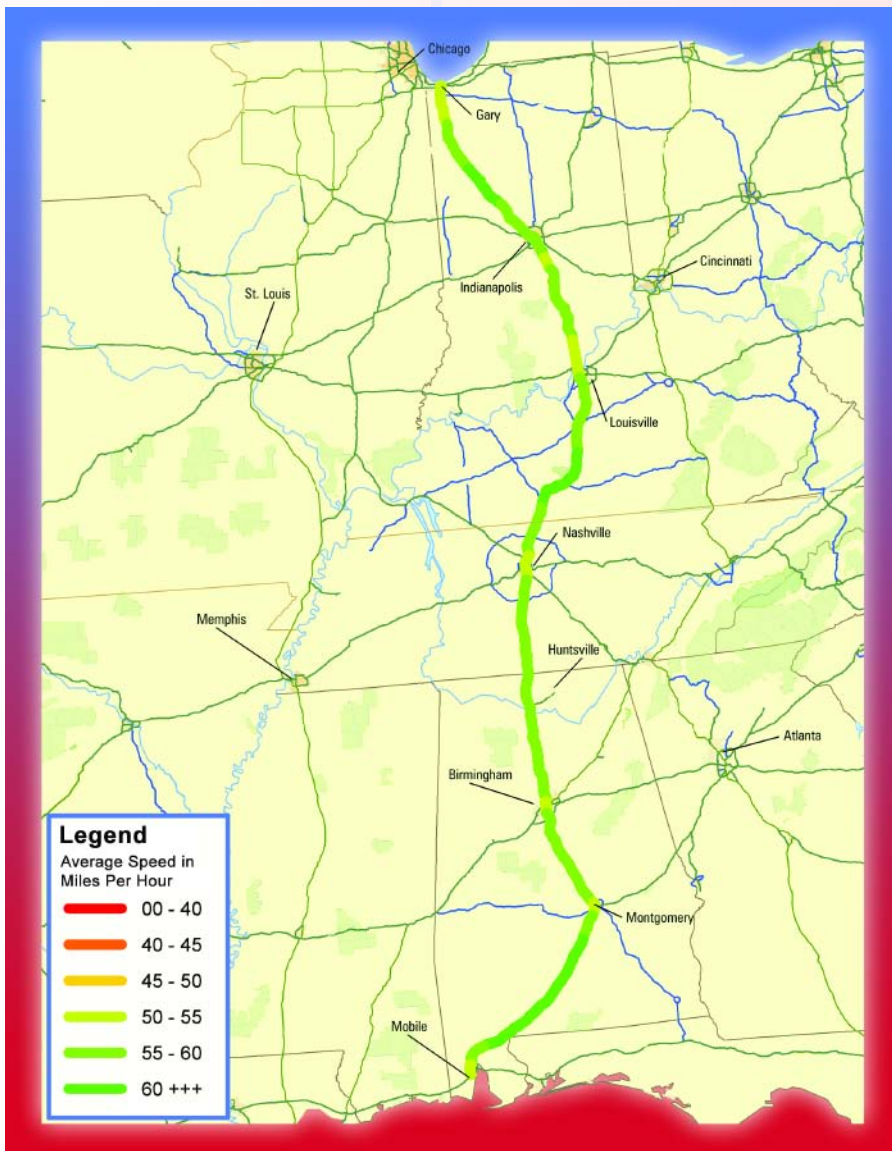 Chicago
Gary
Cincinnati
Indianapolis
St. Louis
Louisville
Nashville
Memphis
Huntsville
Atlanta
Birmingham
Montgomery
Mobile
Legend
Average Speed in
Miles Per Hour
00 - 40
40 - 45
45 - 50
50 - 55
55 - 60
60 +++